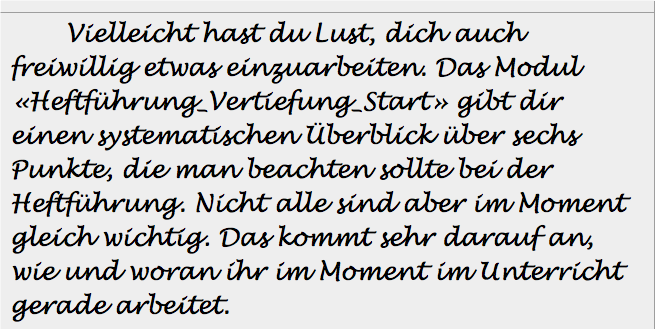 Vielleicht hast du Lust, dich auch
freiwillig etwas einzuarbeiten. Das Modul
«Heftführung_Vertiefung_Start» gibt dir
einen systematischen Überblick über sechs
Punkte, die man beachten sollte bei der
Heftführung. Nicht alle sind aber im Moment
gleich wichtig. Das kommt sehr darauf an,
wie und woran ihr im Moment im Unterricht
gerade arbeitet.